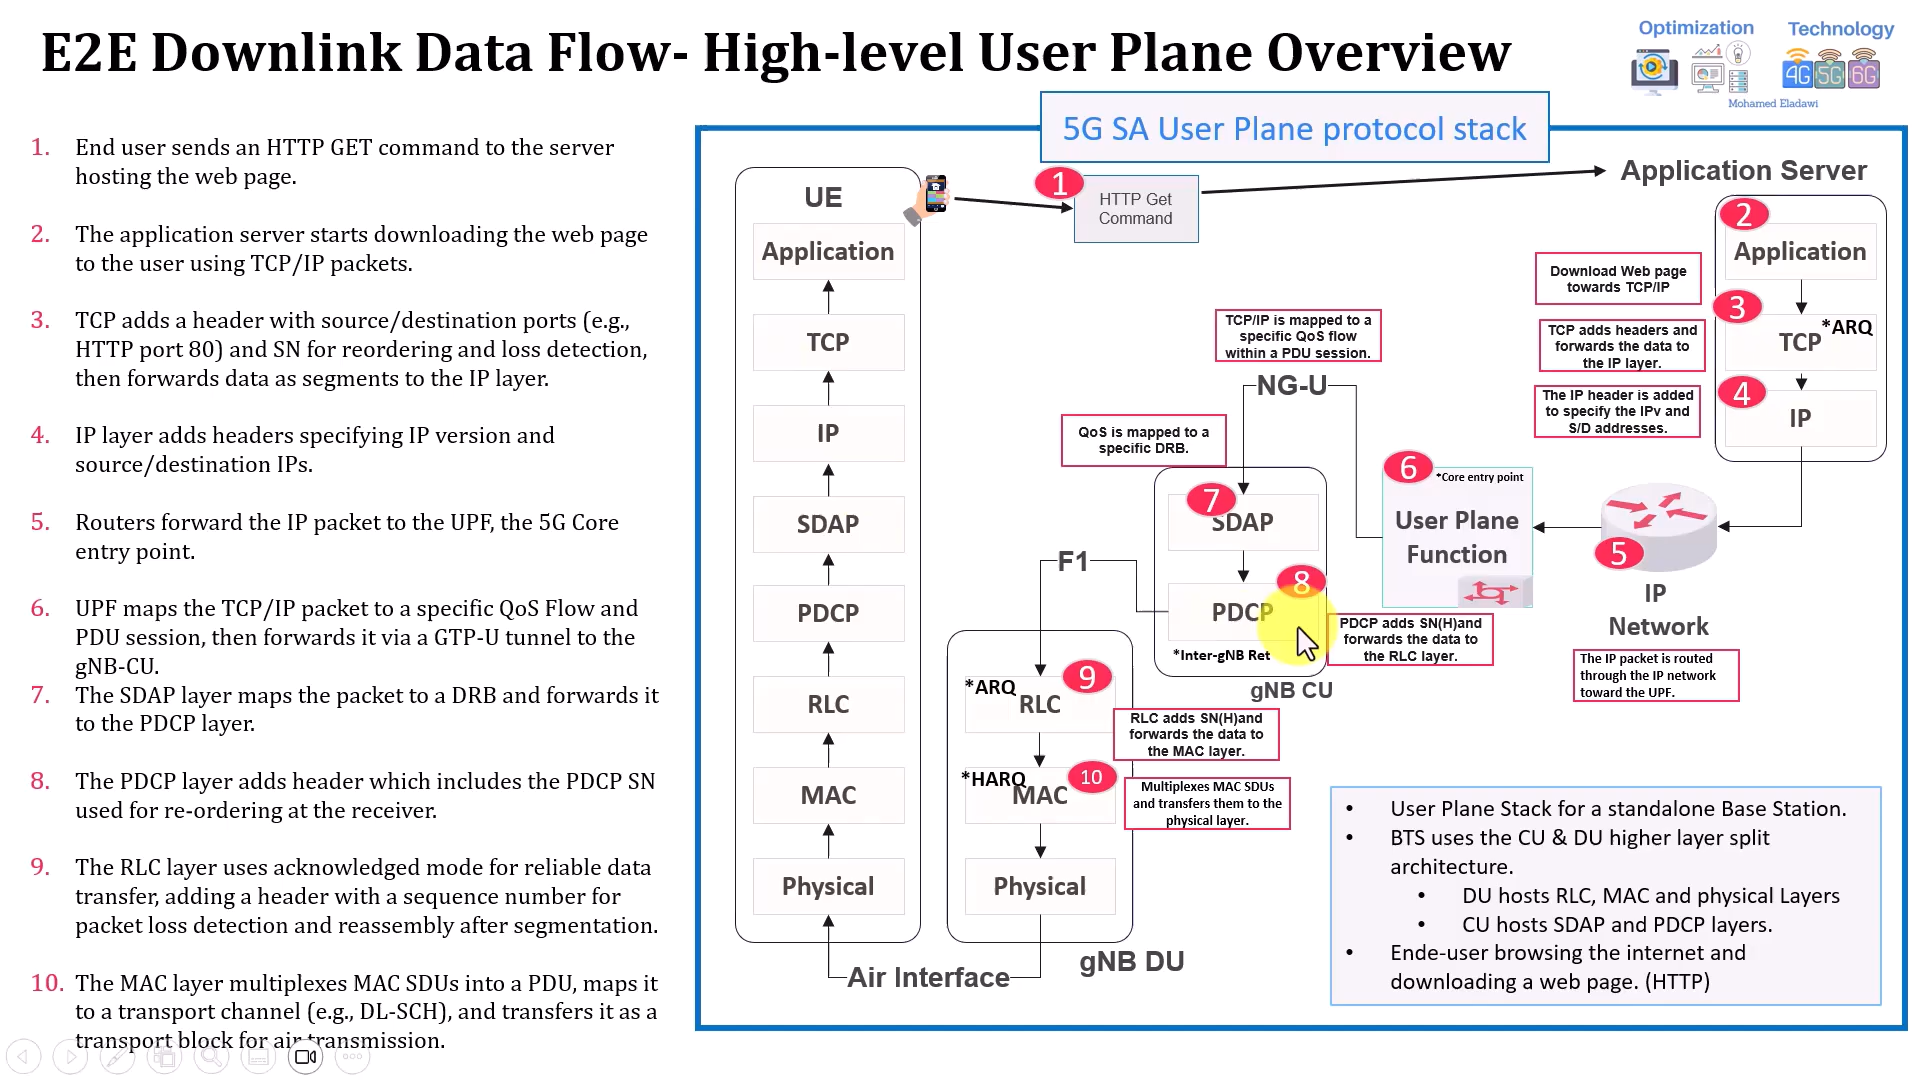 E2E Downlink Data Flow- High-level User Plane Overview
Optimization
Technology
4G 5G 6G
Mohamed Eladawi
1. End user sends an HTTP GET command to the server
hosting the web page.
2. The application server starts downloading the web page
to the user using TCP/IP packets.
3. TCP adds a header with source/destination ports (e.g.,
HTTP port 80) and SN for reordering and loss detection,
then forwards data as segments to the IP layer.
4. IP layer adds headers specifying IP version and
source/destination IPs.
5. Routers forward the IP packet to the UPF, the 5G Core
entry point.
6. UPF maps the TCP/IP packet to a specific QoS Flow and
PDU session, then forwards it via a GTP-U tunnel to the
gNB-CU.
7. The SDAP layer maps the packet to a DRB and forwards it
to the PDCP layer.
8. The PDCP layer adds header which includes the PDCP SN
used for re-ordering at the receiver.
9. The RLC layer uses acknowledged mode for reliable data
transfer, adding a header with a sequence number for
packet loss detection and reassembly after segmentation.
10. The MAC layer multiplexes MAC SDUs into a PDU, maps it
to a transport channel (e.g., DL-SCH), and transfers it as a
transport block for air transmission.
5G SA User Plane protocol stack
UE
Application
TCP
IP
SDAP
PDCP
RLC
MAC
Physical
Air Interface
1
HTTP Get
Command
Application Server
2
Application
Download Web page
towards TCP/IP
3
TCP
*ARQ
TCP adds headers and
forwards the data to
the IP layer.
4
IP
The IP header is added
to specify the IPv and
S/D addresses.
5
IP
Network
The IP packet is routed
through the IP network
toward the UPF.
6
*Core entry point
User Plane
Function
TCP/IP is mapped to a
specific QoS flow
within a PDU session.
NG-U
QoS is mapped to a
specific DRB.
7
SDAP
8
PDCP
*Inter-gNB Ret
gNB CU
PDCP adds SN(H)and
forwards the data to
the RLC layer.
F1
*ARQ
9
RLC
RLC adds SN(H)and
forwards the data to
the MAC layer.
*HARQ
10
MAC
Multiplexes MAC SDUs
and transfers them to the
physical layer.
Physical
gNB DU
• User Plane Stack for a standalone Base Station.
• BTS uses the CU & DU higher layer split
architecture.
• DU hosts RLC, MAC and physical Layers
• CU hosts SDAP and PDCP layers.
• Ende-user browsing the internet and
downloading a web page. (HTTP)